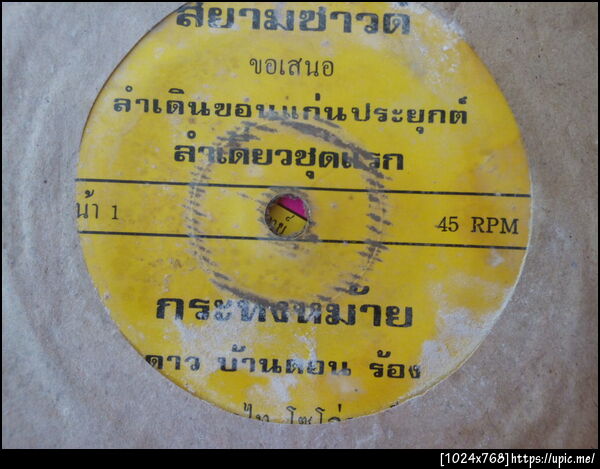 สยามซาวด์
ขอเสนอ
ลำเดินขอนแก่นประยุกต์
ลำเดียวชุดแรก
น้า 1
45 RPM
กระทงหม้าย
ดาว บ้านดอน ร้อง
[1024x768]https://upic.me/